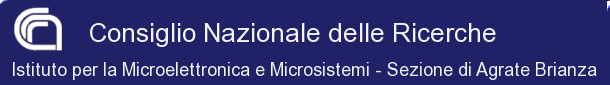 Consiglio Nazionale delle Ricerche
Istituto per la Microelettronica e Microsistemi - Sezione di Agrate Brianza